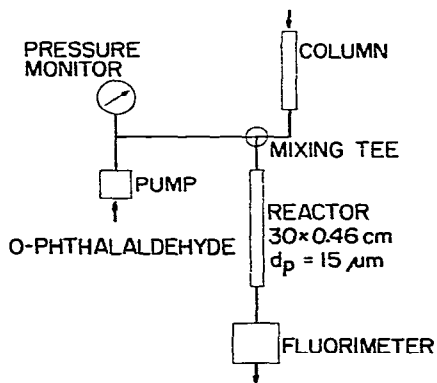 PRESSURE
MONITOR
COLUMN
MIXING TEE
PUMP
O-PHTHALALDEHYDE
REACTOR
30×0.46 cm
dp = 15 µm
FLUORIMETER